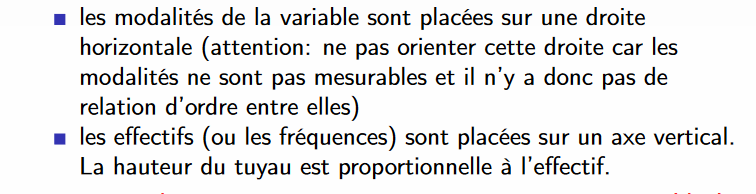 les modalités de la variable sont placées sur une droite
horizontale (attention: ne pas orienter cette droite car les
modalités ne sont pas mesurables et il n'y a donc pas de
relation d'ordre entre elles)
les effectifs (ou les fréquences) sont placées sur un axe vertical.
La hauteur du tuyau est proportionnelle à l'effectif.